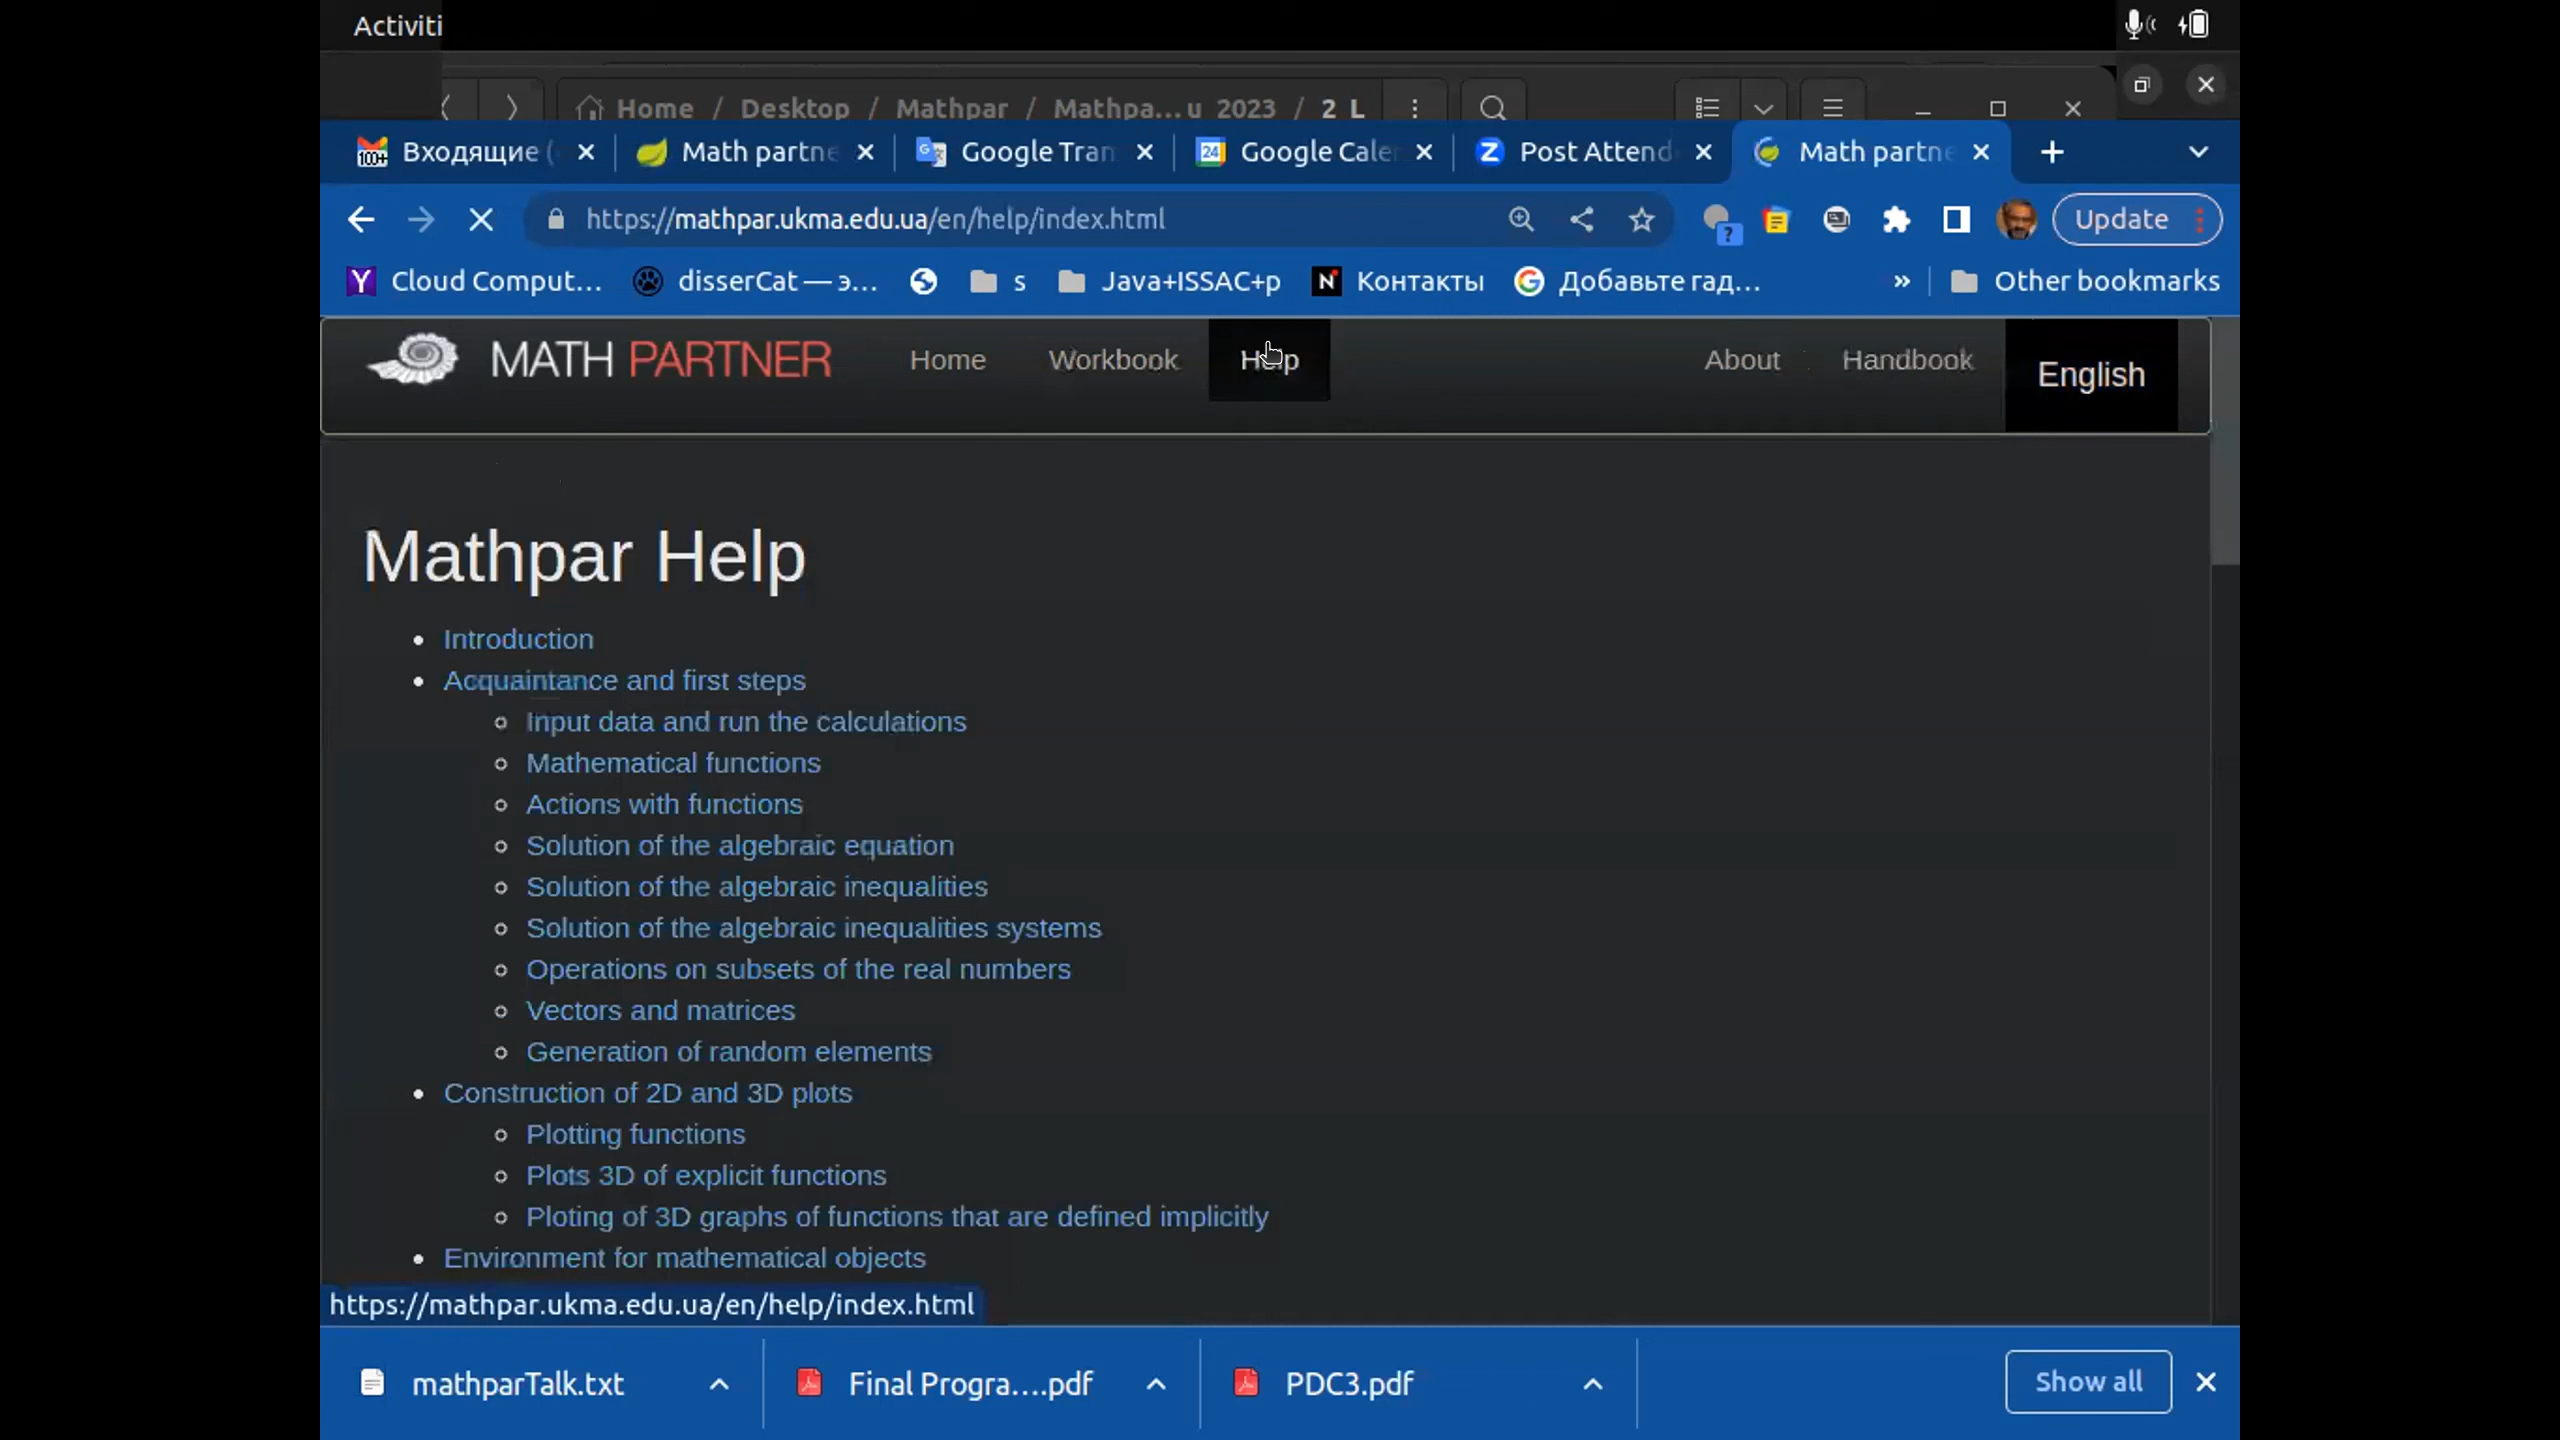 Activiti
Home / Desktop / Mathpar / Mathpa...u 2023 / 2 L
Входящие ( Math partne Google Tran Google Cale Post Attend Math partne
https://mathpar.ukma.edu.ua/en/help/index.html Update
Cloud Comput... disserCat — э... s Java+ISSAC+p Контакты Добавьте гад... » Other bookmarks
MATH PARTNER Home Workbook Help About Handbook English
Mathpar Help
Introduction
Acquaintance and first steps
Input data and run the calculations
Mathematical functions
Actions with functions
Solution of the algebraic equation
Solution of the algebraic inequalities
Solution of the algebraic inequalities systems
Operations on subsets of the real numbers
Vectors and matrices
Generation of random elements
Construction of 2D and 3D plots
Plotting functions
Plots 3D of explicit functions
Ploting of 3D graphs of functions that are defined implicitly
Environment for mathematical objects
https://mathpar.ukma.edu.ua/en/help/index.html
mathparTalk.txt Final Progra....pdf PDC3.pdf Show all